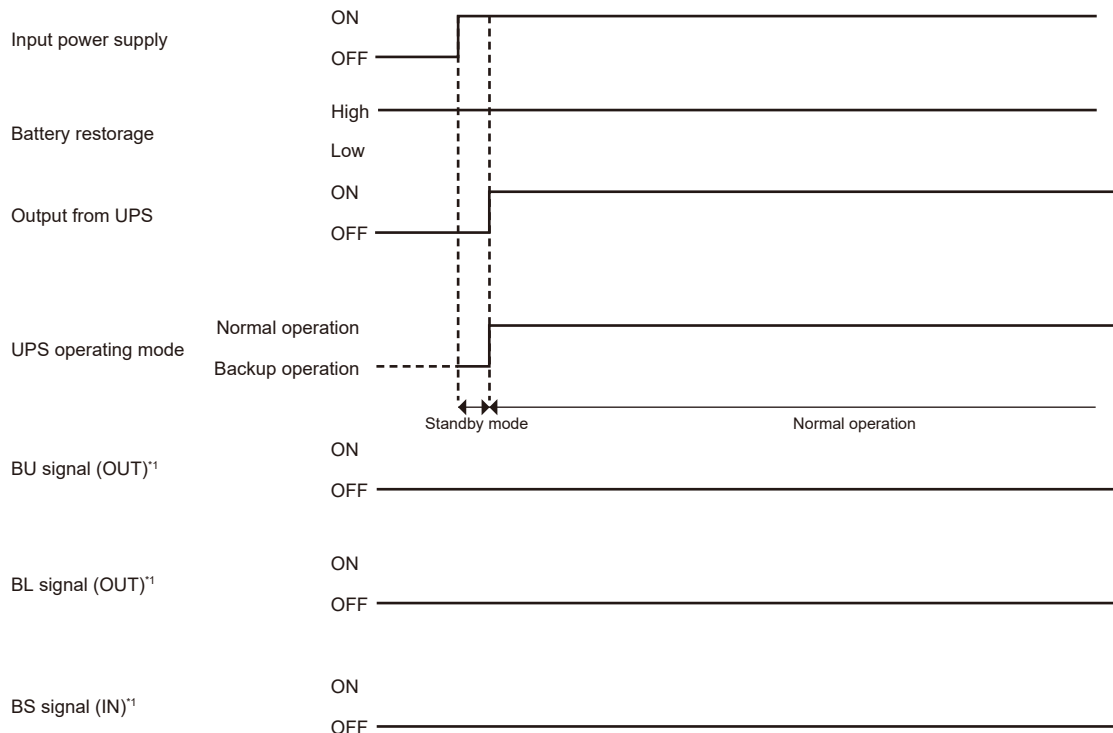 Input power supply
ON
OFF
Battery restorage
High
Low
Output from UPS
ON
OFF
UPS operating mode
Normal operation
Backup operation
Standby mode
Normal operation
BU signal (OUT)*1
ON
OFF
BL signal (OUT)*1
ON
OFF
BS signal (IN)*1
ON
OFF